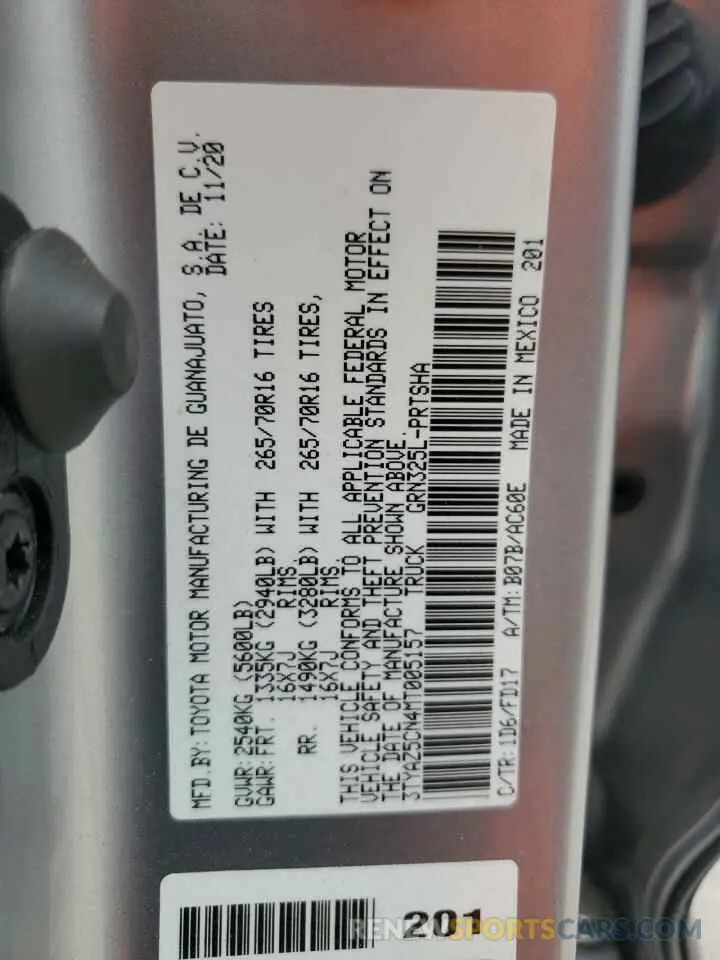 MFD.BY: TOYOTA MOTOR MANUFACTURING DE GUANAJUATO, S.A. DE C.V.
DATE: 11/20
GVWR: 2540KG (5600LB)
GAWR: FRT. 1335KG (2940LB) WITH 265/70R16 TIRES
16X7J RIMS,
RR. 1490KG (3280LB) WITH 265/70R16 TIRES,
16X7J RIMS.
THIS VEHICLE CONFORMS TO ALL APPLICABLE FEDERAL MOTOR
VEHICLE SAFETY AND THEFT PREVENTION STANDARDS IN EFFECT ON
THE DATE OF MANUFACTURE SHOWN ABOVE.
3TYAZ5CN4MT005157 TRUCK GRN325L-PRTSHA
C/TR: 1D6/FD17 A/TM: B07B/AC60E MADE IN MEXICO 201
201
RENEWSPORTSCARS.COM